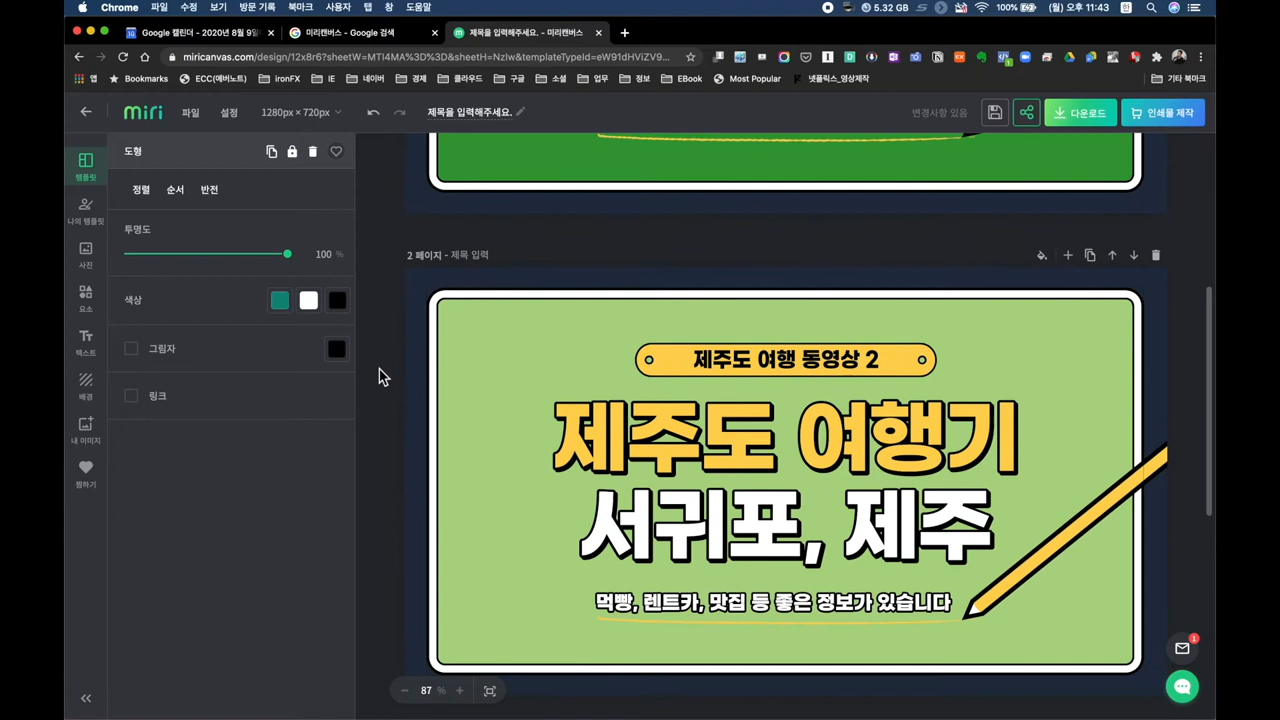 Chrome 파일 수정 보기 방문 기록 북마크 사용자 탭 창 도움말
5.32 GB 100% (월) 오후 11:43
Google 캘린더 - 2020년 8월 9일
미리캔버스 - Google 검색
제목을 입력해주세요. - 미리캔버스
miricanvas.com/design/12x8r6?sheetW=MTI4MA%3D%3D&sheetH=NzIw&templateTypeId=eW91dHViZV9...
앱 Bookmarks ECC(에버노트) ironFX IE 네이버 경제 클라우드 구글 소셜 업무 정보 EBook Most Popular 넷플릭스_영상제작 기타 북마크
miri 파일 설정 1280px × 720px 제목을 입력해주세요. 변경사항 있음 다운로드 인쇄물 제작
도형
템플릿
정렬 순서 반전
나의 템플릿
투명도
100 %
사진
2 페이지 - 제목 입력
색상
요소
그림자
텍스트
링크
배경
내 이미지
찜하기
제주도 여행 동영상 2
제주도 여행기
서귀포, 제주
먹빵, 렌트카, 맛집 등 좋은 정보가 있습니다
1
87 %